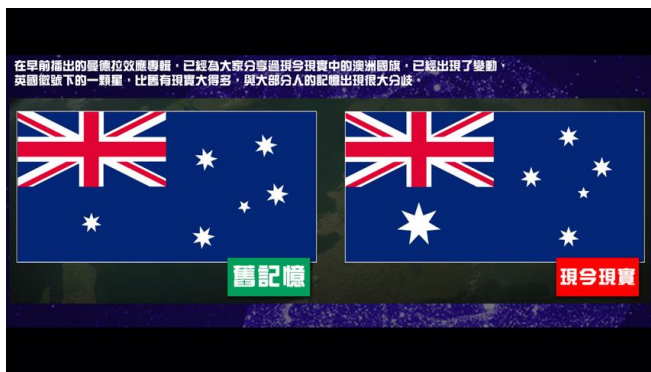 在早前播出的曼德拉效應專輯，已經為大家分享過現今現實中的澳洲國旗，已經出現了變動，
英國徽號下的一顆星，比舊有現實大得多，與大部分人的記憶出現很大分歧。
舊記憶
現今現實